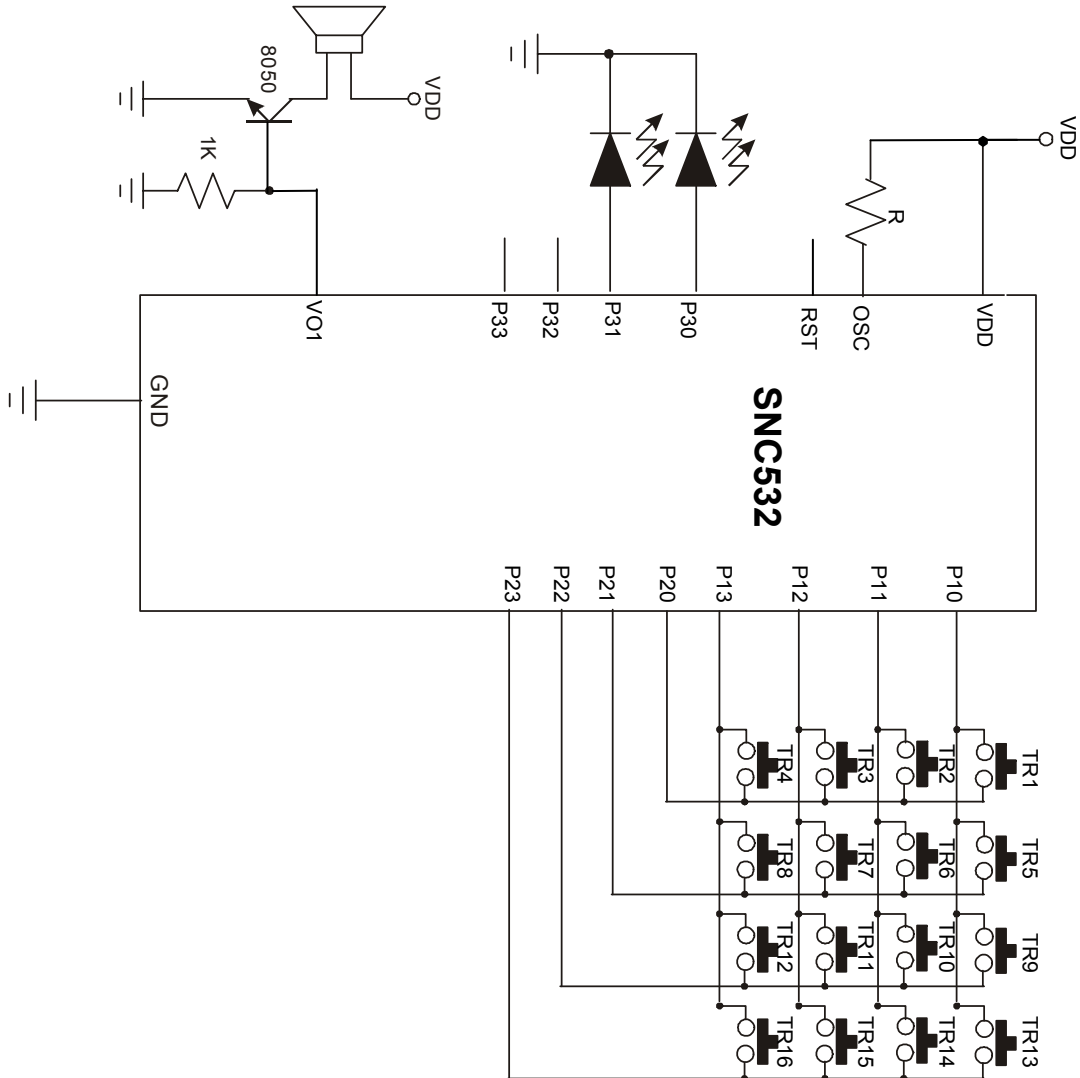 8050
VDD
VDD
1K
R
VO1
P33
P32
P31
P30
RST
OSC
VDD
GND
SNC532
P23
P22
P21
P20
P13
P12
P11
P10
TR4
TR3
TR2
TR1
TR8
TR7
TR6
TR5
TR12
TR11
TR10
TR9
TR16
TR15
TR14
TR13